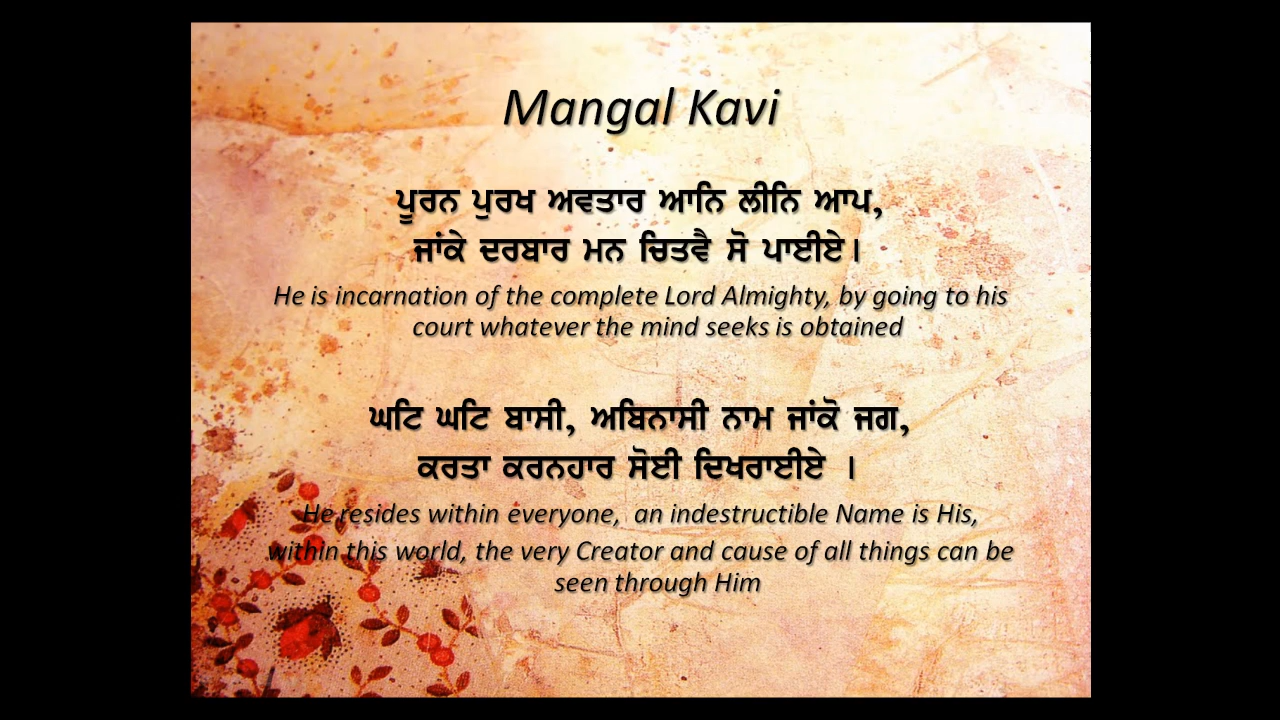 Mangal Kavi
ਪੂਰਨ ਪੁਰਖ ਅਵਤਾਰ ਆਨਿ ਲੀਨਿ ਆਪ,
ਜਾਂਕੇ ਦਰਬਾਰ ਮਨ ਚਿਤਵੈ ਸੋ ਪਾਈਏ।
He is incarnation of the complete Lord Almighty, by going to his
court whatever the mind seeks is obtained
ਘਟਿ ਘਟਿ ਬਾਸੀ, ਅਬਿਨਾਸੀ ਨਾਮ ਜਾਂਕੋ ਜਗ,
ਕਰਤਾ ਕਰਨਹਾਰ ਸੋਈ ਦਿਖਰਾਈਏ ।
He resides within everyone, an indestructible Name is His,
within this world, the very Creator and cause of all things can be
seen through Him